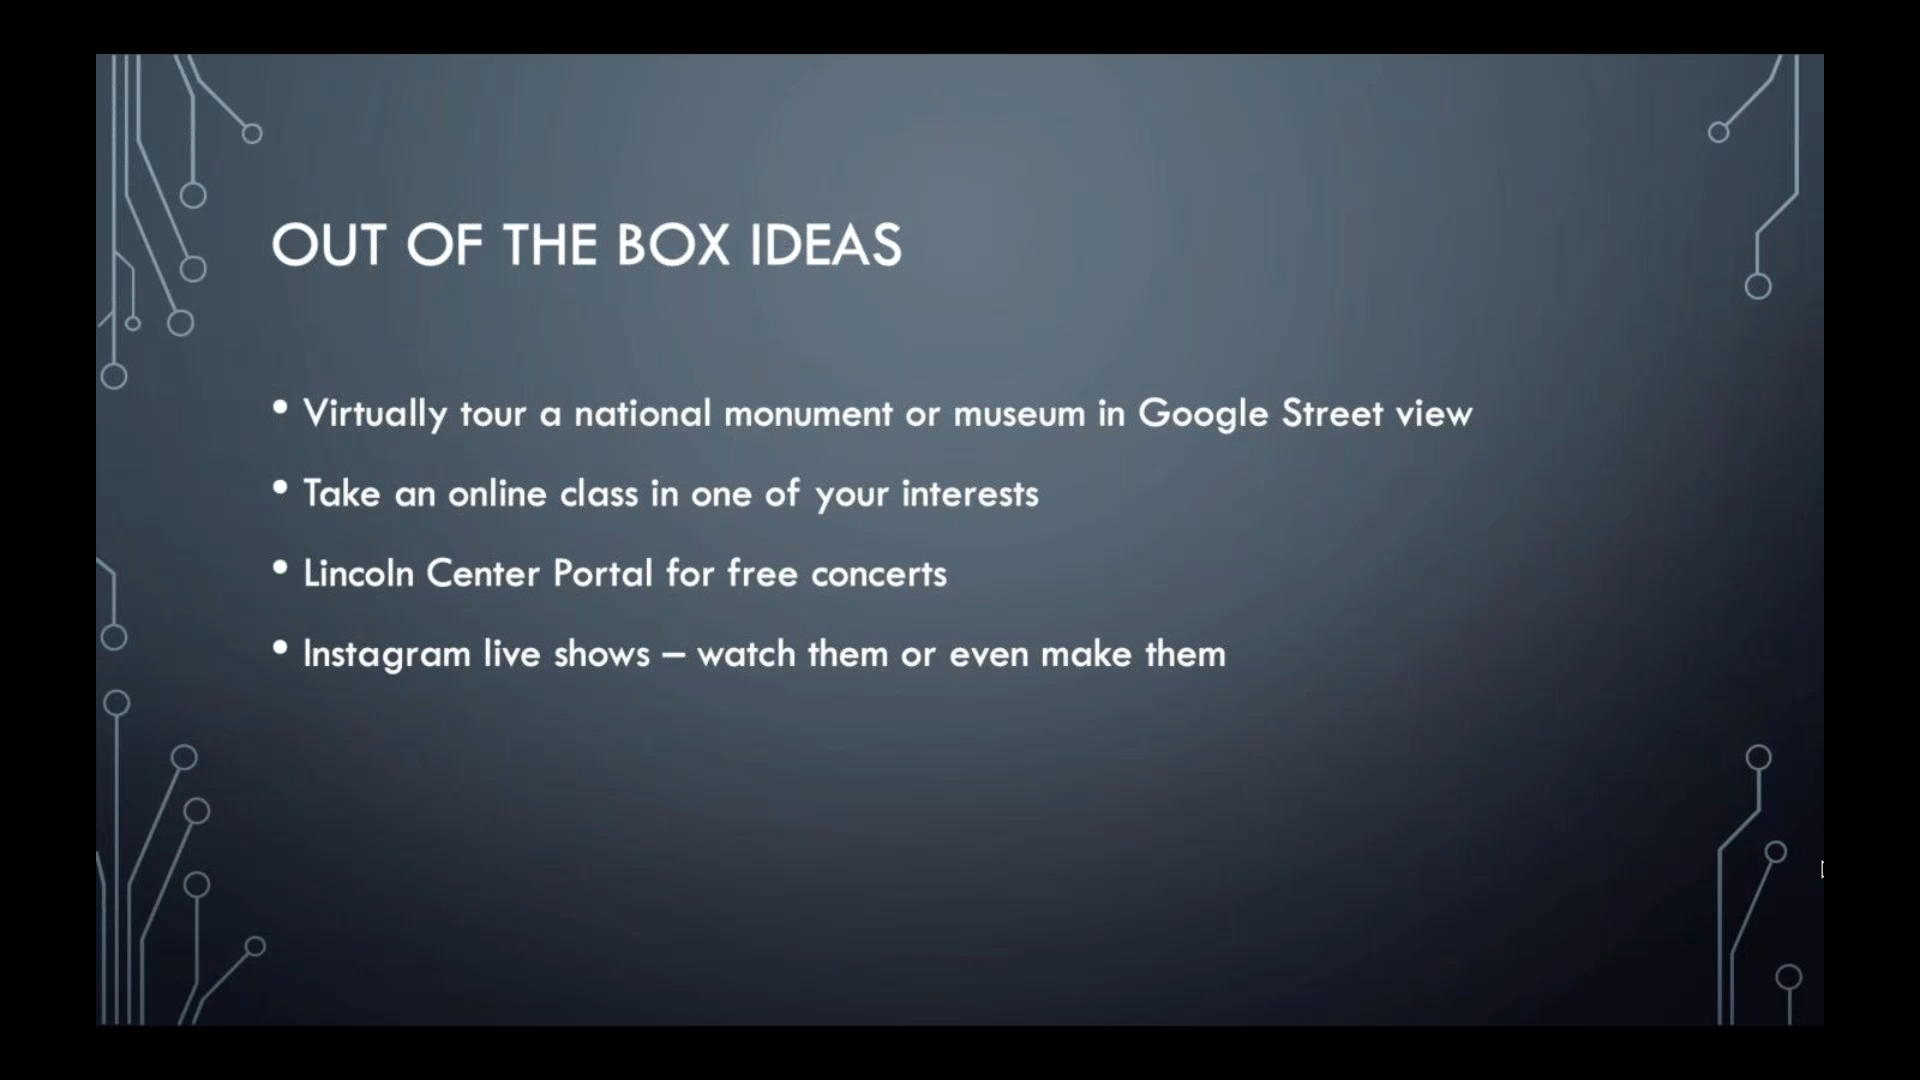 OUT OF THE BOX IDEAS
• Virtually tour a national monument or museum in Google Street view
• Take an online class in one of your interests
• Lincoln Center Portal for free concerts
• Instagram live shows – watch them or even make them